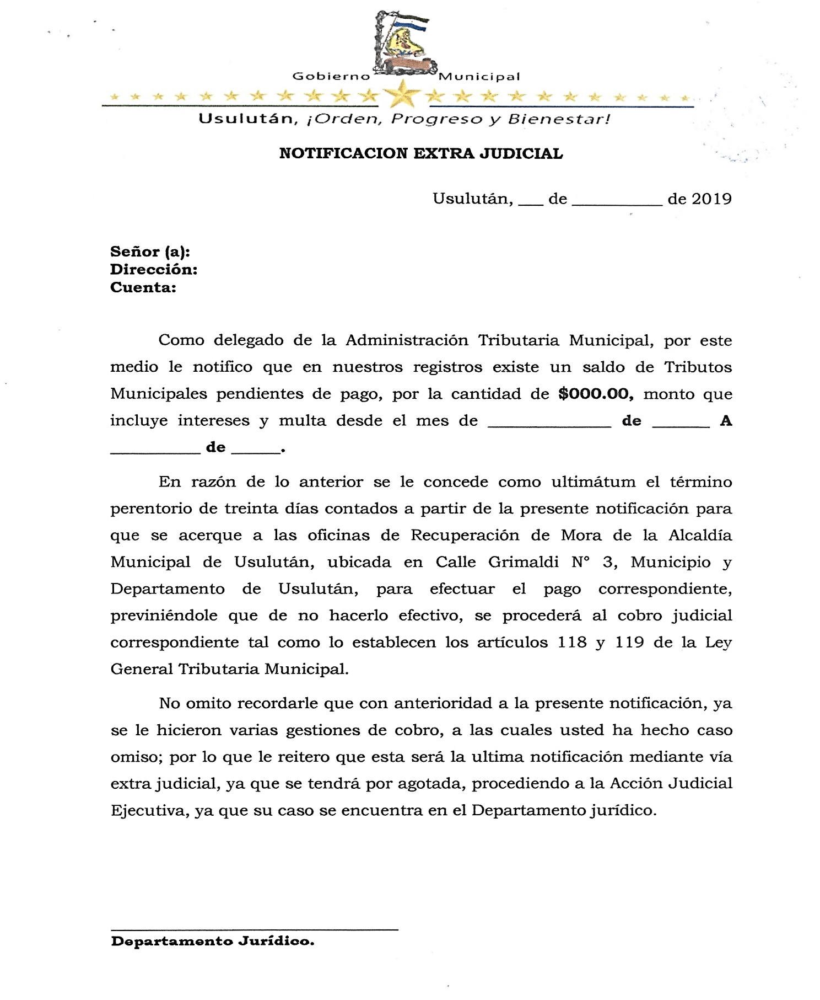 Gobierno Municipal
Usulután, ¡Orden, Progreso y Bienestar!
NOTIFICACION EXTRA JUDICIAL
Usulután, ___ de ___________ de 2019
Señor (a):
Dirección:
Cuenta:
Como delegado de la Administración Tributaria Municipal, por este
medio le notifico que en nuestros registros existe un saldo de Tributos
Municipales pendientes de pago, por la cantidad de $000.00, monto que
incluye intereses y multa desde el mes de _______________ de _______ A
___________ de ______.
En razón de lo anterior se le concede como ultimátum el término
perentorio de treinta días contados a partir de la presente notificación para
que se acerque a las oficinas de Recuperación de Mora de la Alcaldía
Municipal de Usulután, ubicada en Calle Grimaldi N° 3, Municipio y
Departamento de Usulután, para efectuar el pago correspondiente,
previniéndole que de no hacerlo efectivo, se procederá al cobro judicial
correspondiente tal como lo establecen los artículos 118 y 119 de la Ley
General Tributaria Municipal.
No omito recordarle que con anterioridad a la presente notificación, ya
se le hicieron varias gestiones de cobro, a las cuales usted ha hecho caso
omiso; por lo que le reitero que esta será la ultima notificación mediante vía
extra judicial, ya que se tendrá por agotada, procediendo a la Acción Judicial
Ejecutiva, ya que su caso se encuentra en el Departamento jurídico.
___________________________________
Departamento Jurídico.